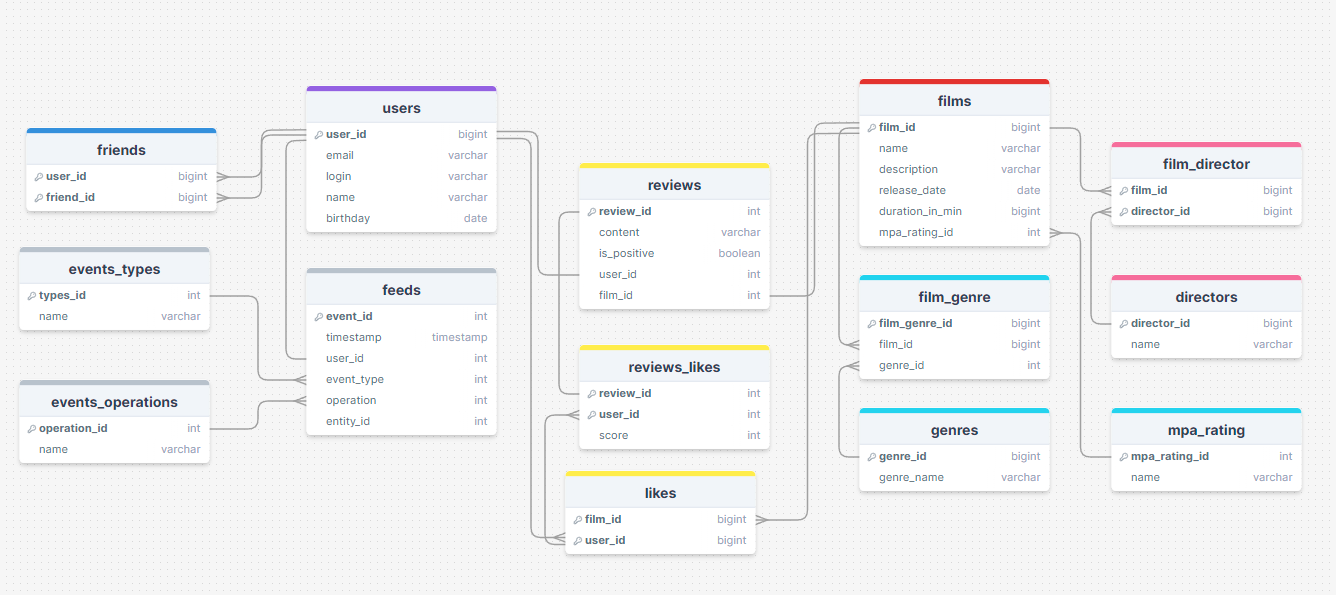 friends
user_id bigint
friend_id bigint
events_types
types_id int
name varchar
events_operations
operation_id int
name varchar
users
user_id bigint
email varchar
login varchar
name varchar
birthday date
feeds
event_id int
timestamp timestamp
user_id int
event_type int
operation int
entity_id int
reviews
review_id int
content varchar
is_positive boolean
user_id int
film_id int
reviews_likes
review_id int
user_id int
score int
likes
film_id bigint
user_id bigint
films
film_id bigint
name varchar
description varchar
release_date date
duration_in_min bigint
mpa_rating_id int
film_genre
film_genre_id bigint
film_id bigint
genre_id int
genres
genre_id bigint
genre_name varchar
film_director
film_id bigint
director_id bigint
directors
director_id bigint
name varchar
mpa_rating
mpa_rating_id int
name varchar